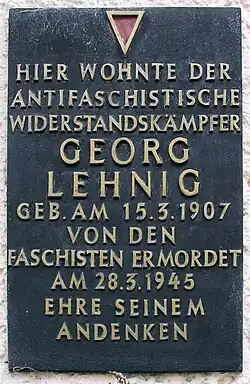 HIER WOHNTE DER
ANTIFASCHISTISCHE
WIDERSTANDSKÄMPFER
GEORG
LEHNIG
GEB. AM 15.3.1907
VON DEN
FASCHISTEN ERMORDET
AM 28.3.1945
EHRE SEINEM
ANDENKEN